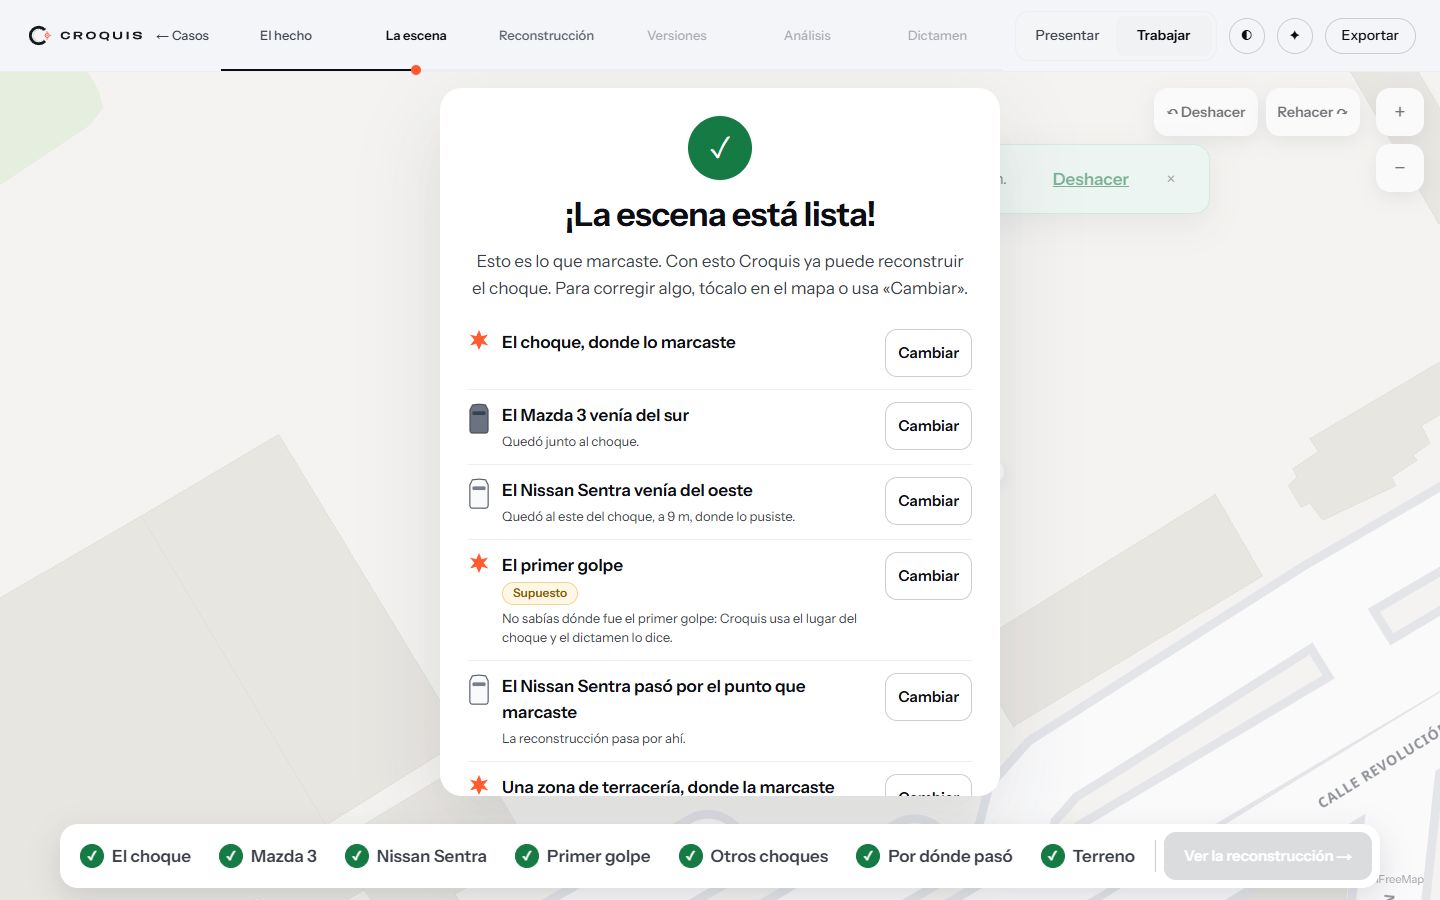 CROQUIS
← Casos
El hecho
La escena
Reconstrucción
Versiones
Análisis
Dictamen
Presentar
Trabajar
Exportar
Deshacer
Rehacer
+
−
n.
Deshacer
×
¡La escena está lista!
Esto es lo que marcaste. Con esto Croquis ya puede reconstruir
el choque. Para corregir algo, tócalo en el mapa o usa «Cambiar».
El choque, donde lo marcaste
Cambiar
El Mazda 3 venía del sur
Quedó junto al choque.
Cambiar
El Nissan Sentra venía del oeste
Quedó al este del choque, a 9 m, donde lo pusiste.
Cambiar
El primer golpe
Supuesto
No sabías dónde fue el primer golpe: Croquis usa el lugar del
choque y el dictamen lo dice.
Cambiar
El Nissan Sentra pasó por el punto que
marcaste
La reconstrucción pasa por ahí.
Cambiar
Una zona de terracería, donde la marcaste
Cambiar
CALLE REVOLUCIÓN
El choque
Mazda 3
Nissan Sentra
Primer golpe
Otros choques
Por dónde pasó
Terreno
Ver la reconstrucción →
FreeMap